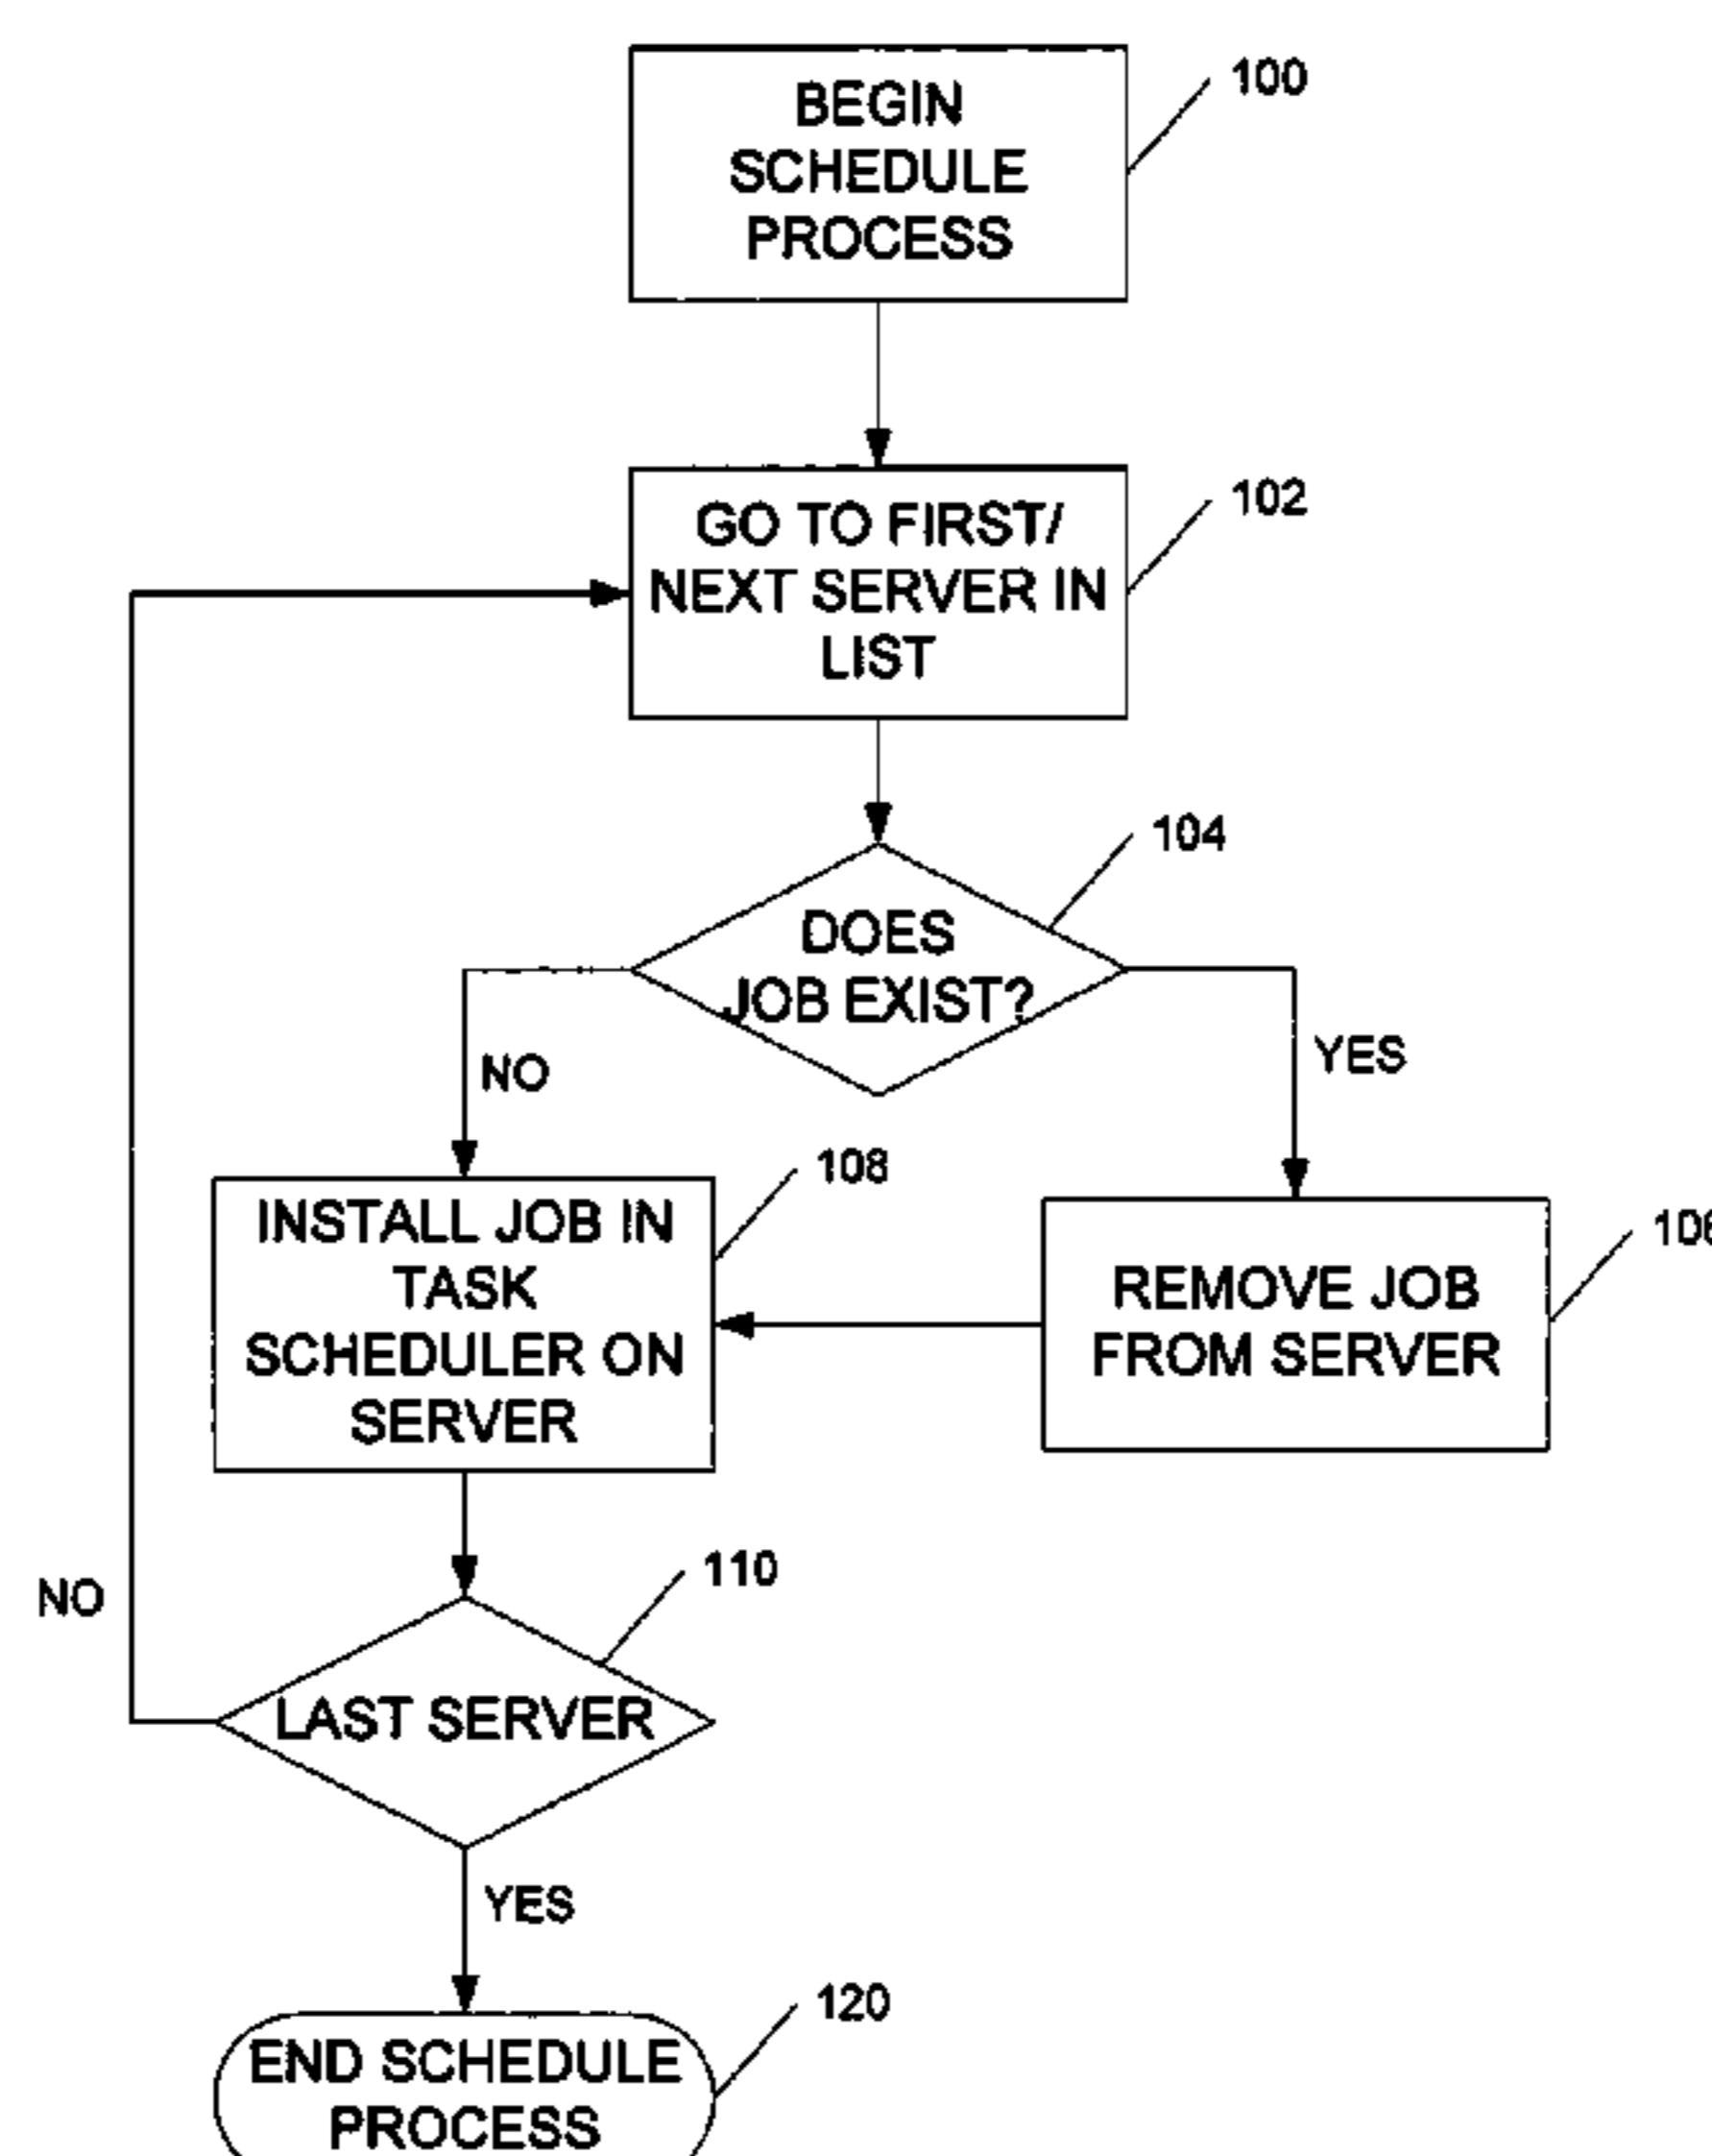 BEGIN
SCHEDULE
PROCESS
100
GO TO FIRST/
NEXT SERVER IN
LIST
102
DOES
JOB EXIST?
104
NO
YES
INSTALL JOB IN
TASK
SCHEDULER ON
SERVER
108
REMOVE JOB
FROM SERVER
106
LAST SERVER
110
NO
YES
END SCHEDULE
PROCESS
120